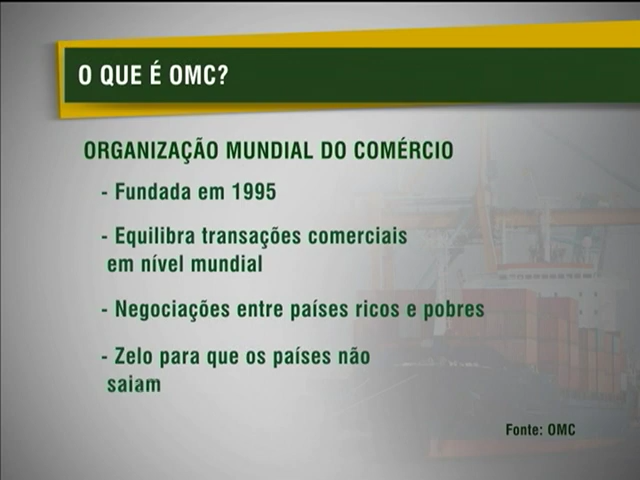 O QUE É OMC?
ORGANIZAÇÃO MUNDIAL DO COMÉRCIO
- Fundada em 1995
- Equilibra transações comerciais
em nível mundial
- Negociações entre países ricos e pobres
- Zelo para que os países não
saiam
Fonte: OMC